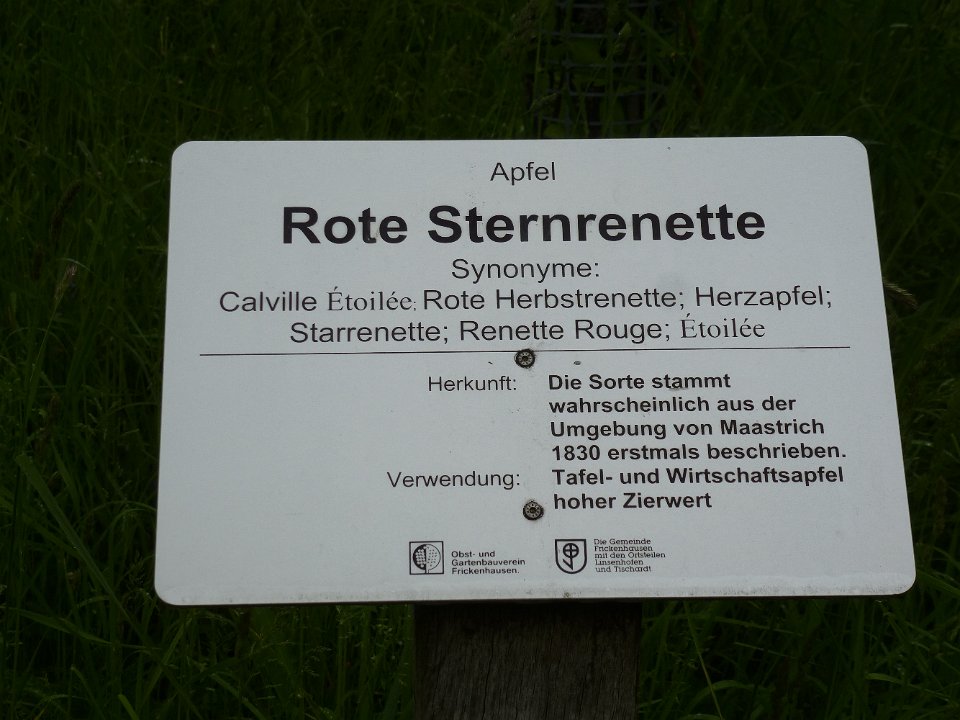 Apfel
Rote Sternrenette
Synonyme:
Calville Étoilée; Rote Herbstrenette; Herzapfel;
Starrenette; Renette Rouge; Étoilée
Herkunft: Die Sorte stammt
wahrscheinlich aus der
Umgebung von Maastrich
1830 erstmals beschrieben.
Verwendung: Tafel- und Wirtschaftsapfel
hoher Zierwert
Obst- und
Gartenbauverein
Frickenhausen.
Die Gemeinde
Frickenhausen
mit den Ortsteilen
Linsenhofen
und Tischardt